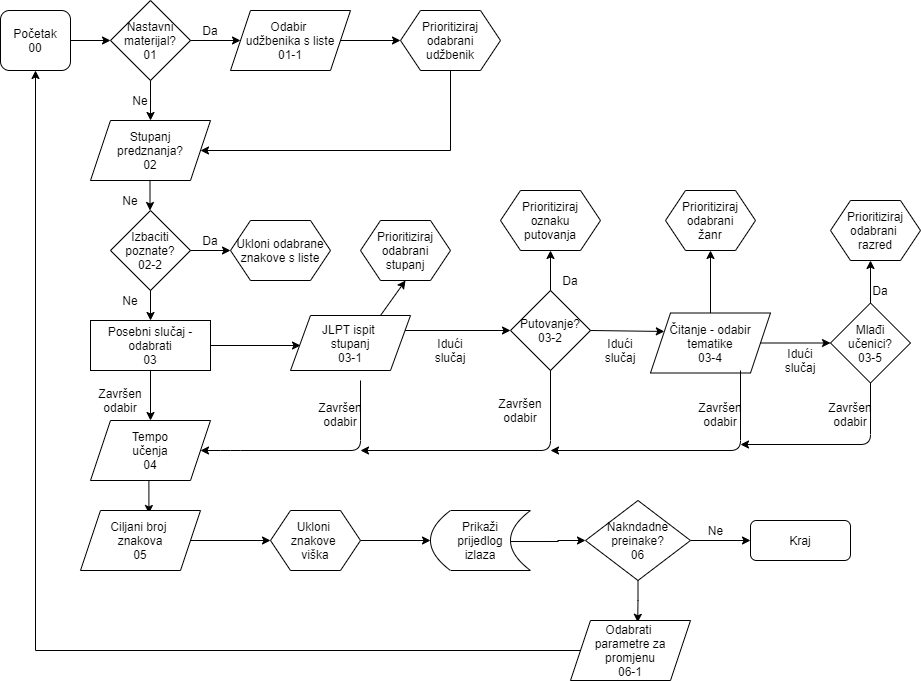 Početak
00
Nastavni
materijal?
01
Da
Odabir
udžbenika s liste
01-1
Prioritiziraj
odabrani
udžbenik
Ne
Stupanj
predznanja?
02
Ne
Izbaciti
poznate?
02-2
Da
Ukloni odabrane
znakove s liste
Prioritiziraj
odabrani
stupanj
Prioritiziraj
oznaku
putovanja
Prioritiziraj
odabrani
žanr
Prioritiziraj
odabrani
razred
Ne
Da
Da
Posebni slučaj -
odabrati
03
JLPT ispit
stupanj
03-1
Idući
slučaj
Putovanje?
03-2
Idući
slučaj
Čitanje - odabir
tematike
03-4
Idući
slučaj
Mlađi
učenici?
03-5
Završen
odabir
Završen
odabir
Završen
odabir
Završen
odabir
Završen
odabir
Tempo
učenja
04
Ciljani broj
znakova
05
Ukloni
znakove
viška
Prikaži
prijedlog
izlaza
Nakndadne
preinake?
06
Ne
Kraj
Odabrati
parametre za
promjenu
06-1